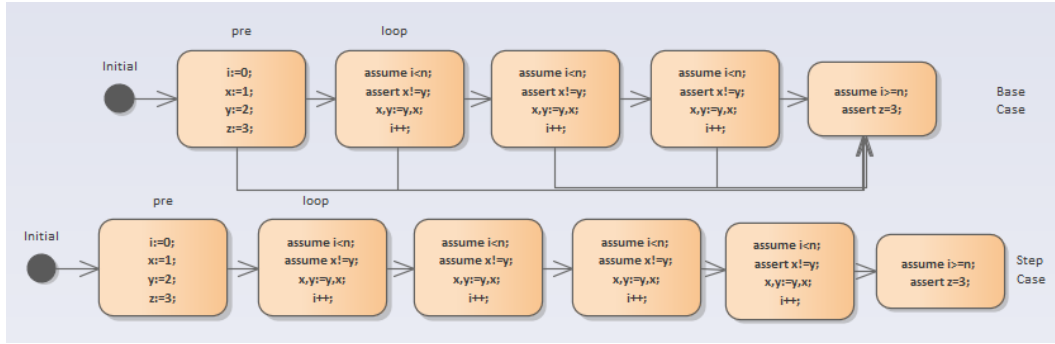 pre
loop
Initial
i:=0;
x:=1;
y:=2;
z:=3;
assume i<n;
assert x!=y;
x,y:=y,x;
i++;
assume i<n;
assert x!=y;
x,y:=y,x;
i++;
assume i<n;
assert x!=y;
x,y:=y,x;
i++;
assume i>=n;
assert z=3;
Base
Case
pre
loop
Initial
i:=0;
x:=1;
y:=2;
z:=3;
assume i<n;
assume x!=y;
x,y:=y,x;
i++;
assume i<n;
assume x!=y;
x,y:=y,x;
i++;
assume i<n;
assume x!=y;
x,y:=y,x;
i++;
assume i<n;
assert x!=y;
x,y:=y,x;
i++;
assume i>=n;
assert z=3;
Step
Case